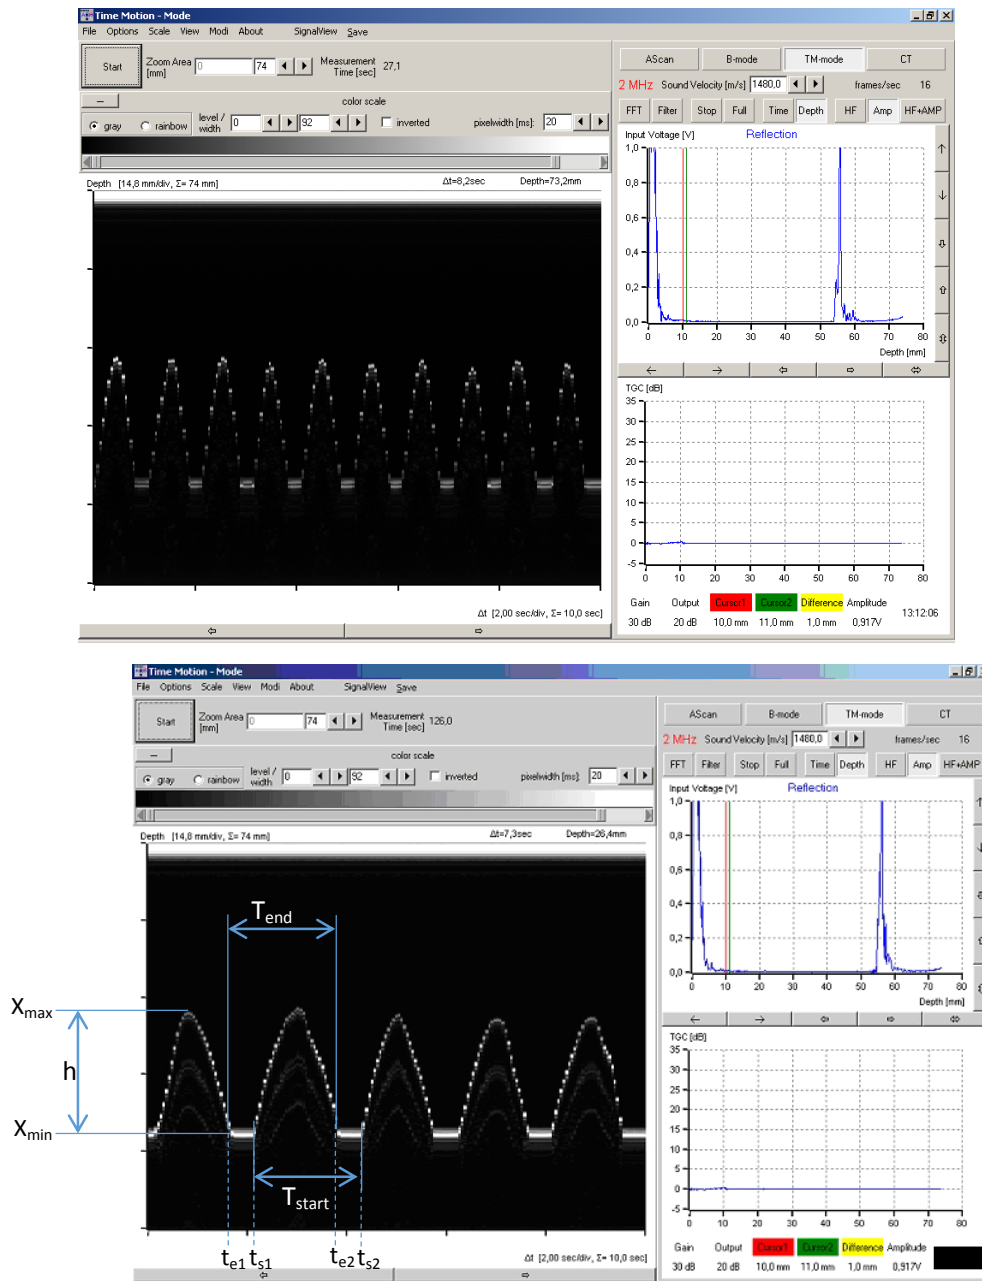 Time Motion - Mode
File Options Scale View Modi About SignalView Save
Start
Zoom Area [mm] 0 74
Measurement Time [sec] 27,1
color scale
gray rainbow level / width 0 92 inverted pixelwidth [ms]: 20
Depth [14,8 mm/div, Σ= 74 mm] Δt=8,2sec Depth=73,2mm
Δt [2,00 sec/div, Σ= 10,0 sec]
AScan B-mode TM-mode CT
2 MHz Sound Velocity [m/s] 1480,0 frames/sec 16
FFT Filter Stop Full Time Depth HF Amp HF+AMP
Input Voltage [V] Reflection
1,0
0,8
0,6
0,4
0,2
0,0
0 10 20 30 40 50 60 70 80
Depth [mm]
TGC [dB]
35
30
25
20
15
10
5
0
-5
0 10 20 30 40 50 60 70 80
Gain Output Cursor1 Cursor2 Difference Amplitude
30 dB 20 dB 10,0 mm 11,0 mm 1,0 mm 0,917V
13:12:06
Time Motion - Mode
File Options Scale View Modi About SignalView Save
Start
Zoom Area [mm] 0 74
Measurement Time [sec] 126,0
color scale
gray rainbow level / width 0 92 inverted pixelwidth [ms]: 20
Depth [14,8 mm/div, Σ= 74 mm] Δt=7,3sec Depth=26,4mm
Tend
Xmax
h
Xmin
Tstart
te1 ts1 te2 ts2
Δt [2,00 sec/div, Σ= 10,0 sec]
AScan B-mode TM-mode CT
2 MHz Sound Velocity [m/s] 1480,0 frames/sec 16
FFT Filter Stop Full Time Depth HF Amp HF+AMP
Input Voltage [V] Reflection
1,0
0,8
0,6
0,4
0,2
0,0
0 10 20 30 40 50 60 70 80
Depth [mm]
TGC [dB]
35
30
25
20
15
10
5
0
-5
0 10 20 30 40 50 60 70 80
Gain Output Cursor1 Cursor2 Difference Amplitude
30 dB 20 dB 10,0 mm 11,0 mm 1,0 mm 0,917V